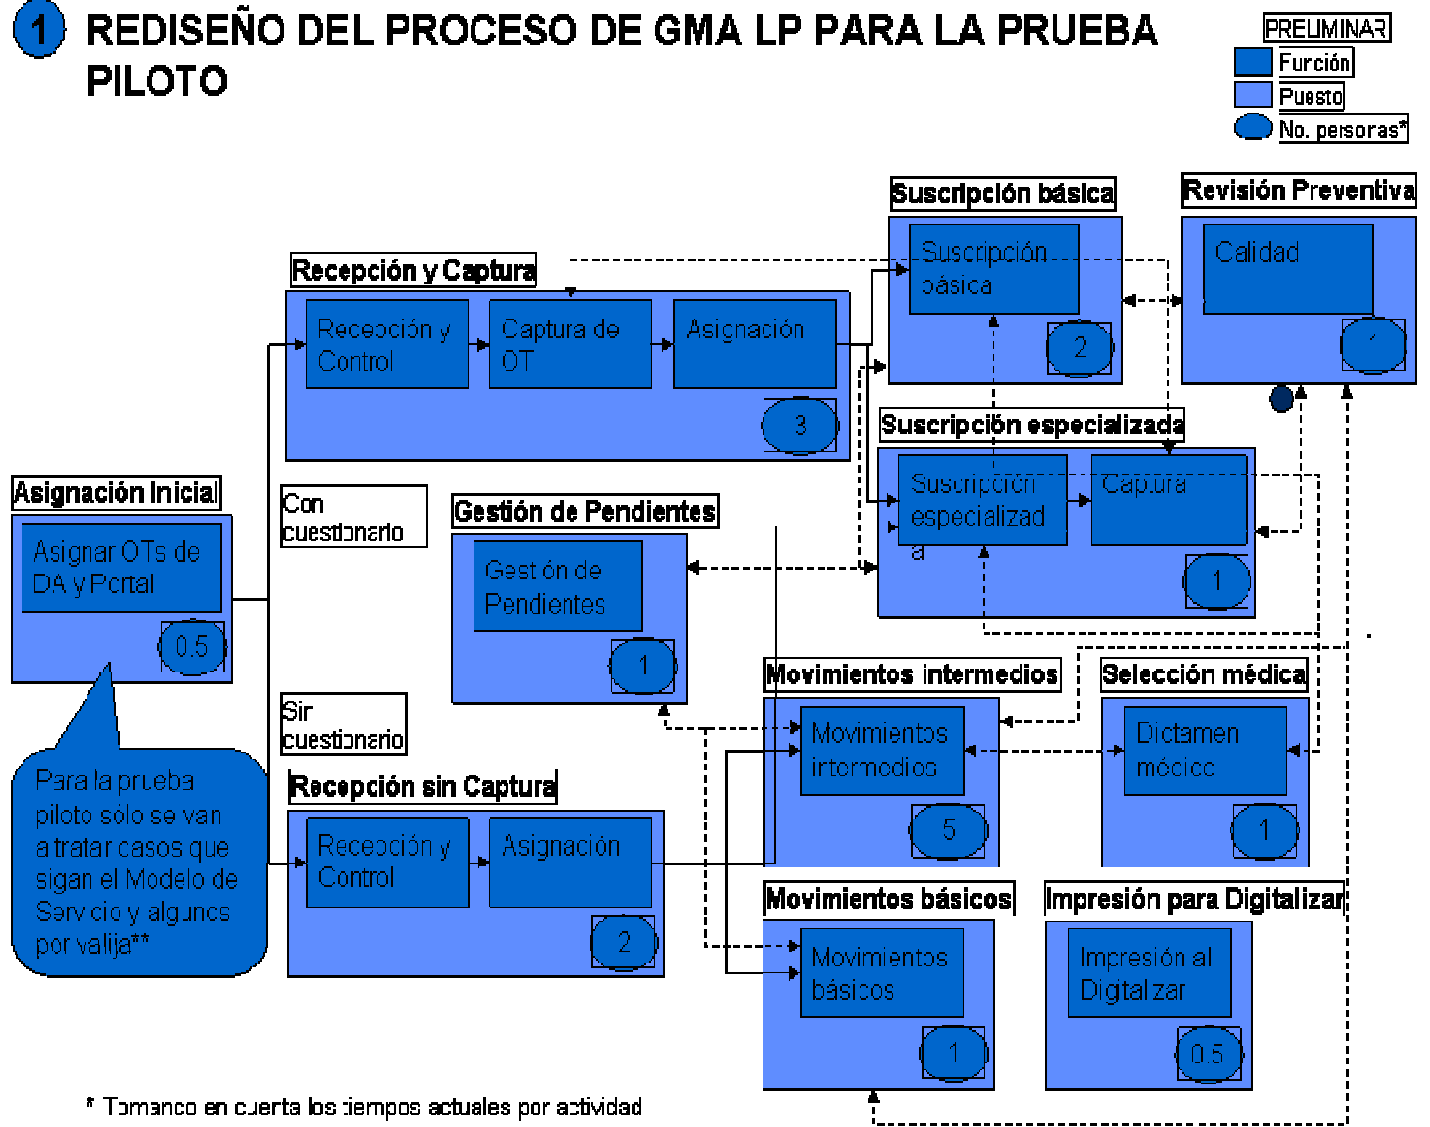 1 REDISEÑO DEL PROCESO DE GMA LP PARA LA PRUEBA
PILOTO
PRELIMINAR
Función
Puesto
No. personas*
Suscripción básica
Suscripción
básica
2
Revisión Preventiva
Calidad
Recepción y Captura
Recepción y
Control
Captura de
OT
Asignación
3
Suscripción especializada
Suscripción
especializad
a
Captura
1
Asignación Inicial
Asignar OTs de
DA y Portal
0.5
Con
cuestionario
Gestión de Pendientes
Gestión de
Pendientes
1
Sin
cuestionario
Movimientos intermedios
Movimientos
intermedios
5
Selección médica
Dictamen
médico
1
Para la prueba
piloto sólo se van
a tratar casos que
sigan el Modelo de
Servicio y algunos
por valija**
Recepción sin Captura
Recepción y
Control
Asignación
2
Movimientos básicos
Movimientos
básicos
1
Impresión para Digitalizar
Impresión al
Digitalizar
0.5
* Tomando en cuenta los tiempos actuales por actividad